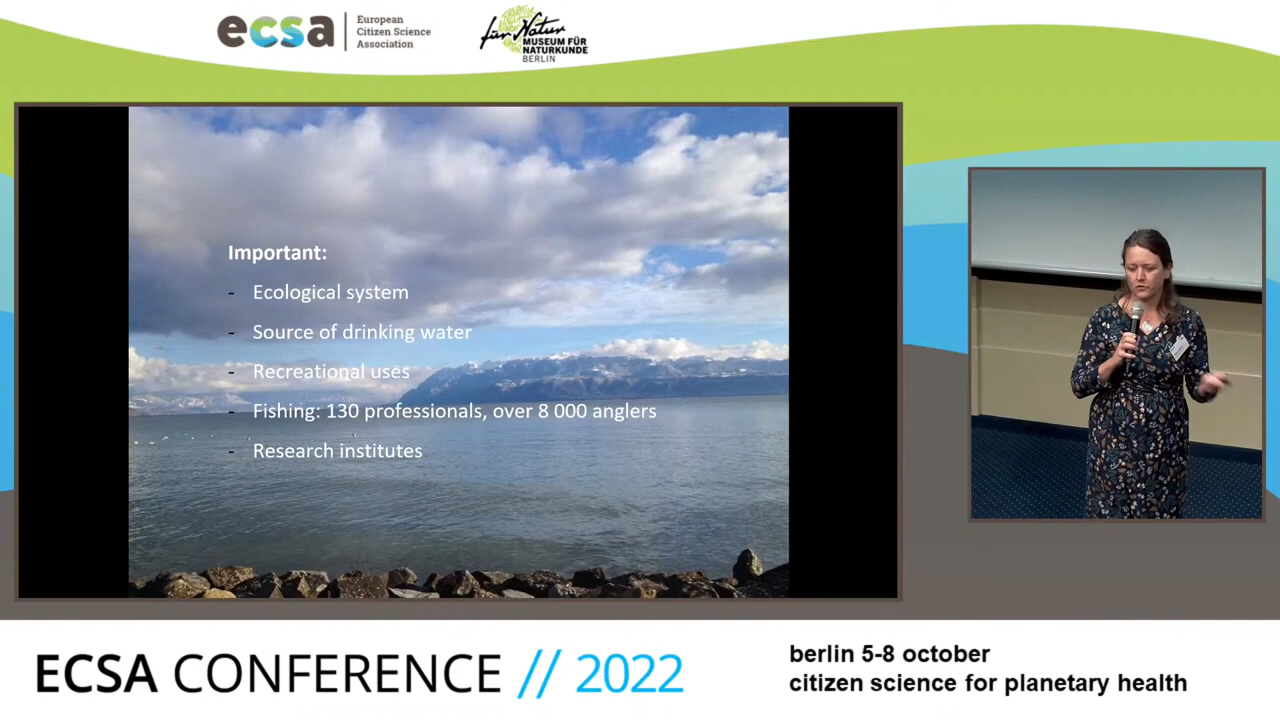 ecsa
European
Citizen Science
Association
für Natur
MUSEUM FÜR
NATURKUNDE
BERLIN
Important:
- Ecological system
- Source of drinking water
- Recreational uses
- Fishing: 130 professionals, over 8 000 anglers
- Research institutes
ECSA CONFERENCE // 2022
berlin 5-8 october
citizen science for planetary health